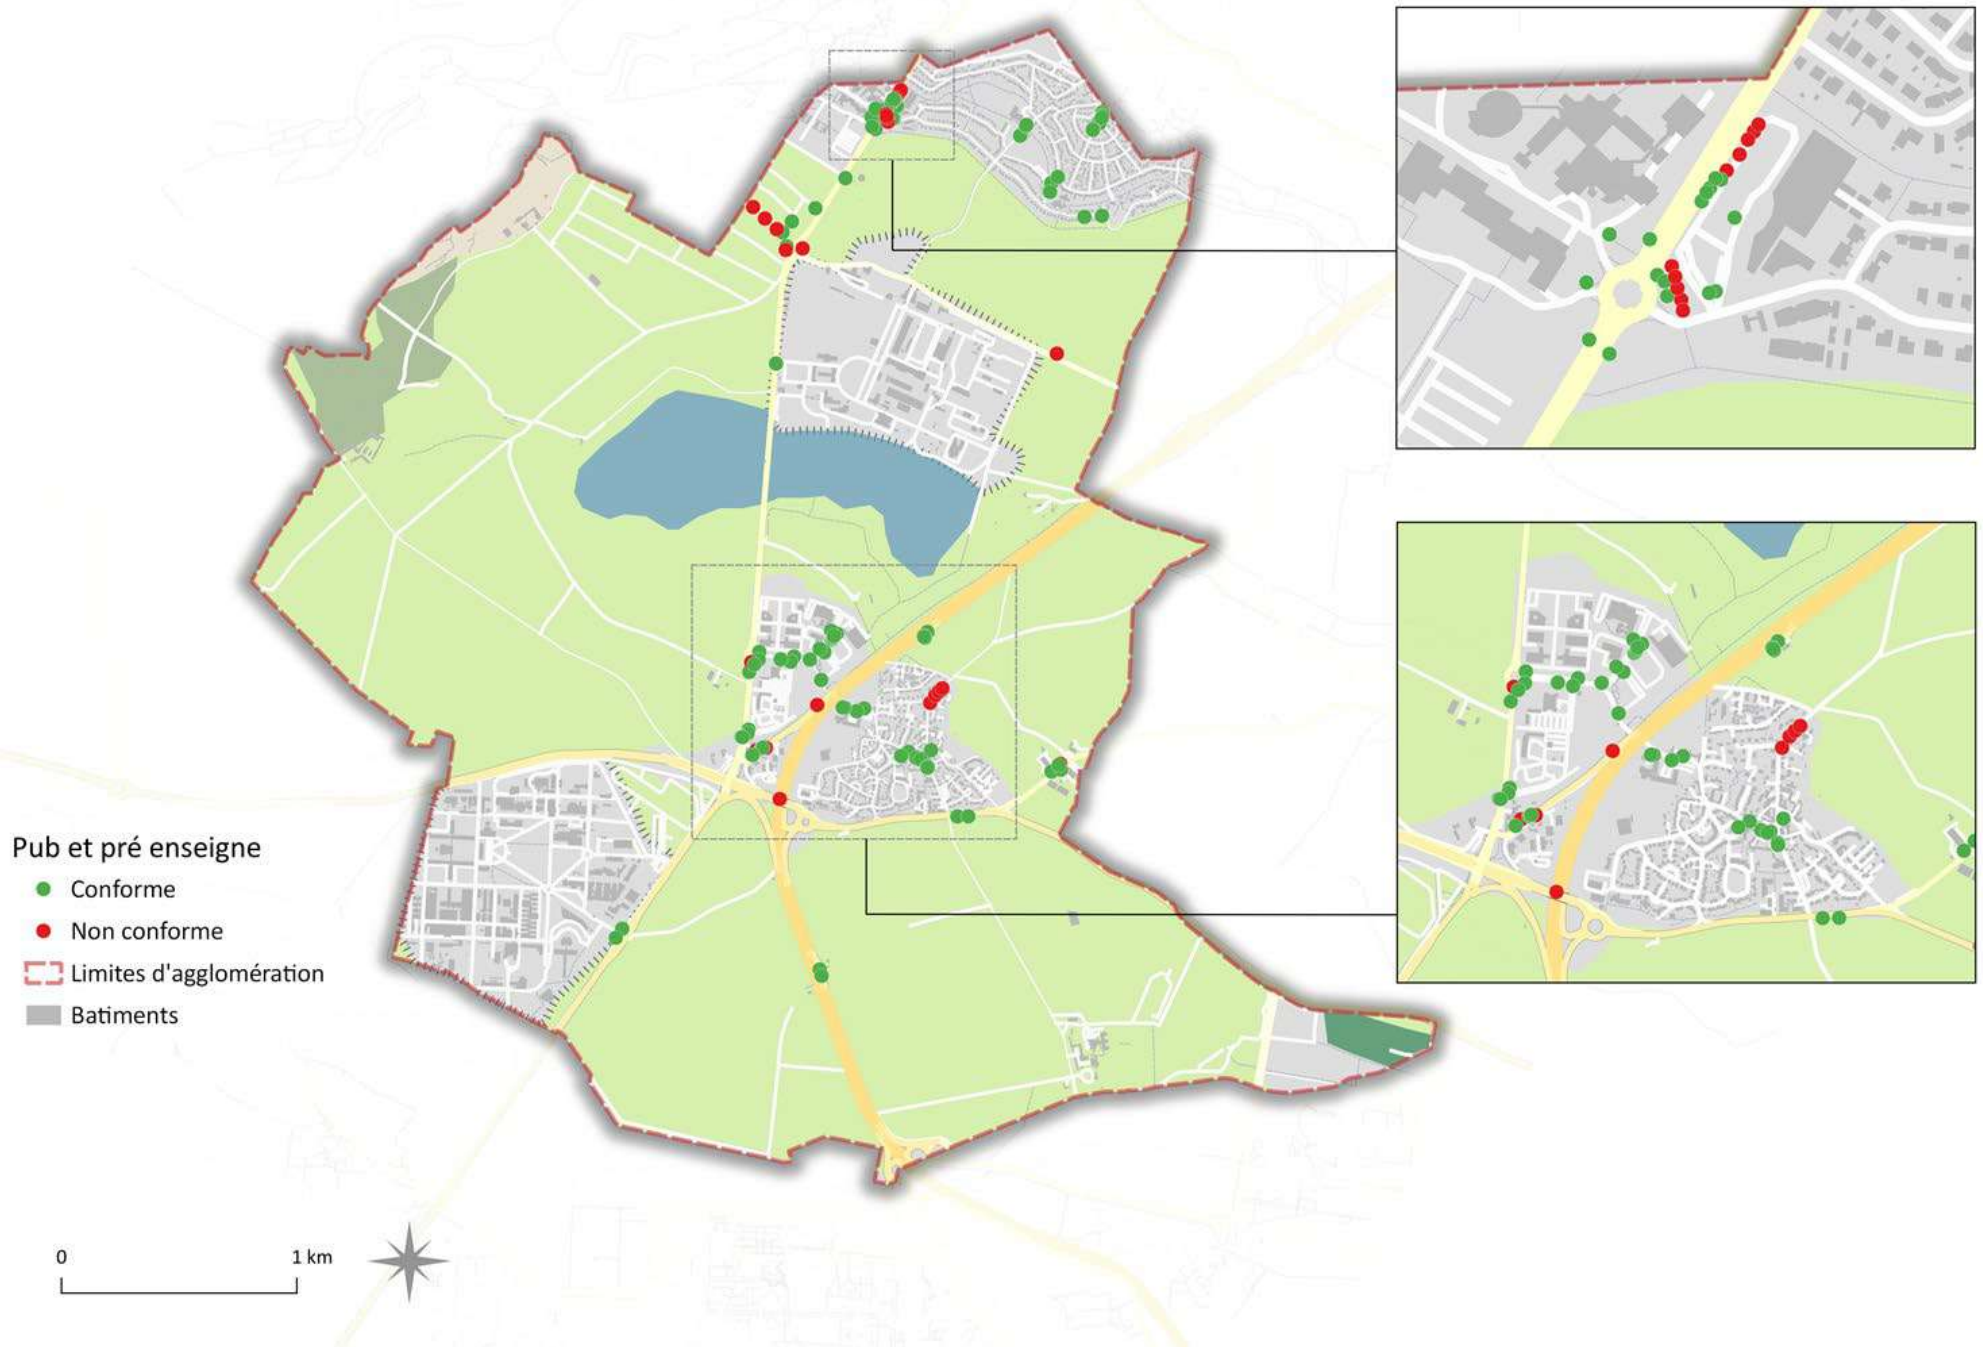 Pub et pré enseigne
Conforme
Non conforme
Limites d'agglomération
Batiments
0 1 km